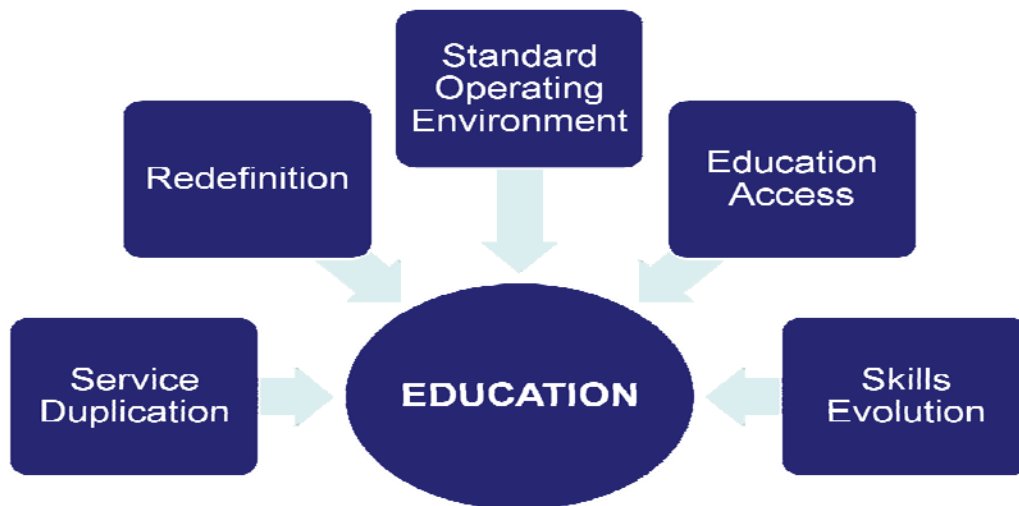 Standard
Operating
Environment
Redefinition
Education
Access
Service
Duplication
EDUCATION
Skills
Evolution